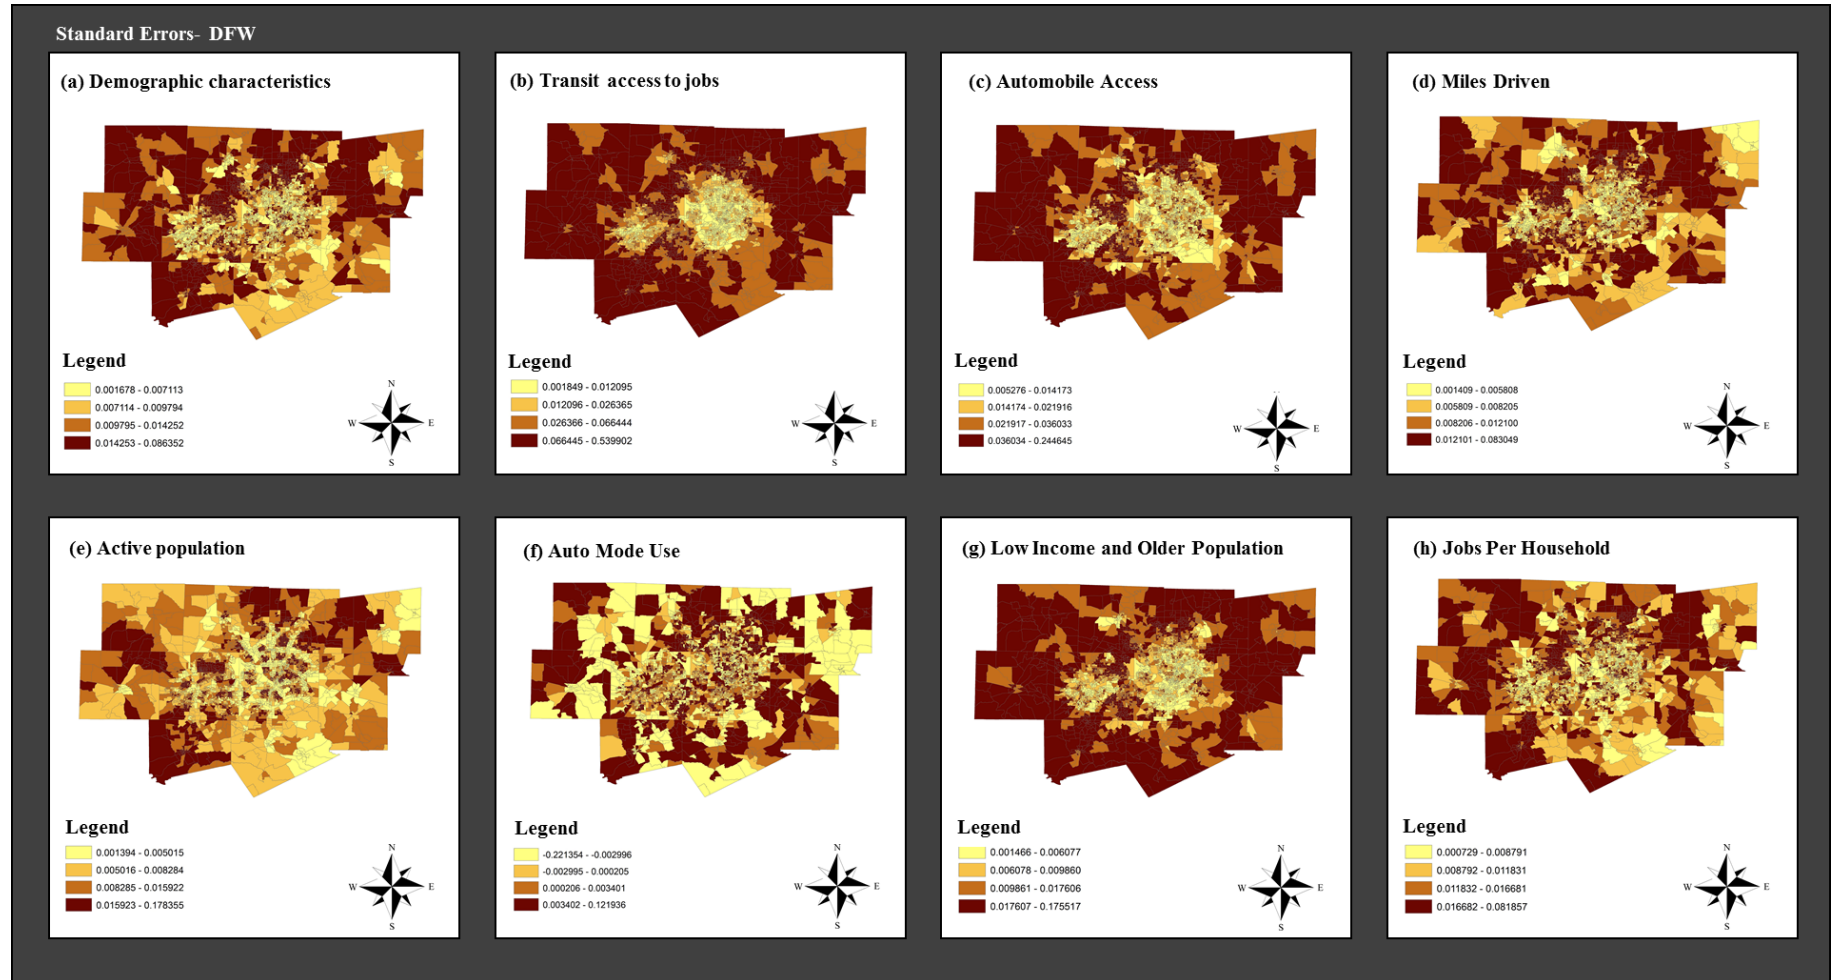 Standard Errors- DFW
(a) Demographic characteristics
Legend
0.001678 - 0.007113
0.007114 - 0.009794
0.009795 - 0.014252
0.014253 - 0.086352
N
W
E
S
(b) Transit access to jobs
Legend
0.001849 - 0.012095
0.012096 - 0.026365
0.026366 - 0.066444
0.066445 - 0.539902
W
E
S
(c) Automobile Access
Legend
0.005276 - 0.014173
0.014174 - 0.021916
0.021917 - 0.036033
0.036034 - 0.244645
W
E
S
(d) Miles Driven
Legend
0.001409 - 0.005808
0.005809 - 0.008205
0.008206 - 0.012100
0.012101 - 0.083049
N
W
E
S
(e) Active population
Legend
0.001394 - 0.005015
0.005016 - 0.008284
0.008285 - 0.015922
0.015923 - 0.178355
N
W
E
S
(f) Auto Mode Use
Legend
-0.221354 - -0.002996
-0.002995 - 0.000205
0.000206 - 0.003401
0.003402 - 0.121936
N
W
E
S
(g) Low Income and Older Population
Legend
0.001466 - 0.006077
0.006078 - 0.009860
0.009861 - 0.017606
0.017607 - 0.175517
N
W
E
S
(h) Jobs Per Household
Legend
0.000729 - 0.008791
0.008792 - 0.011831
0.011832 - 0.016681
0.016682 - 0.081857
N
W
E
S